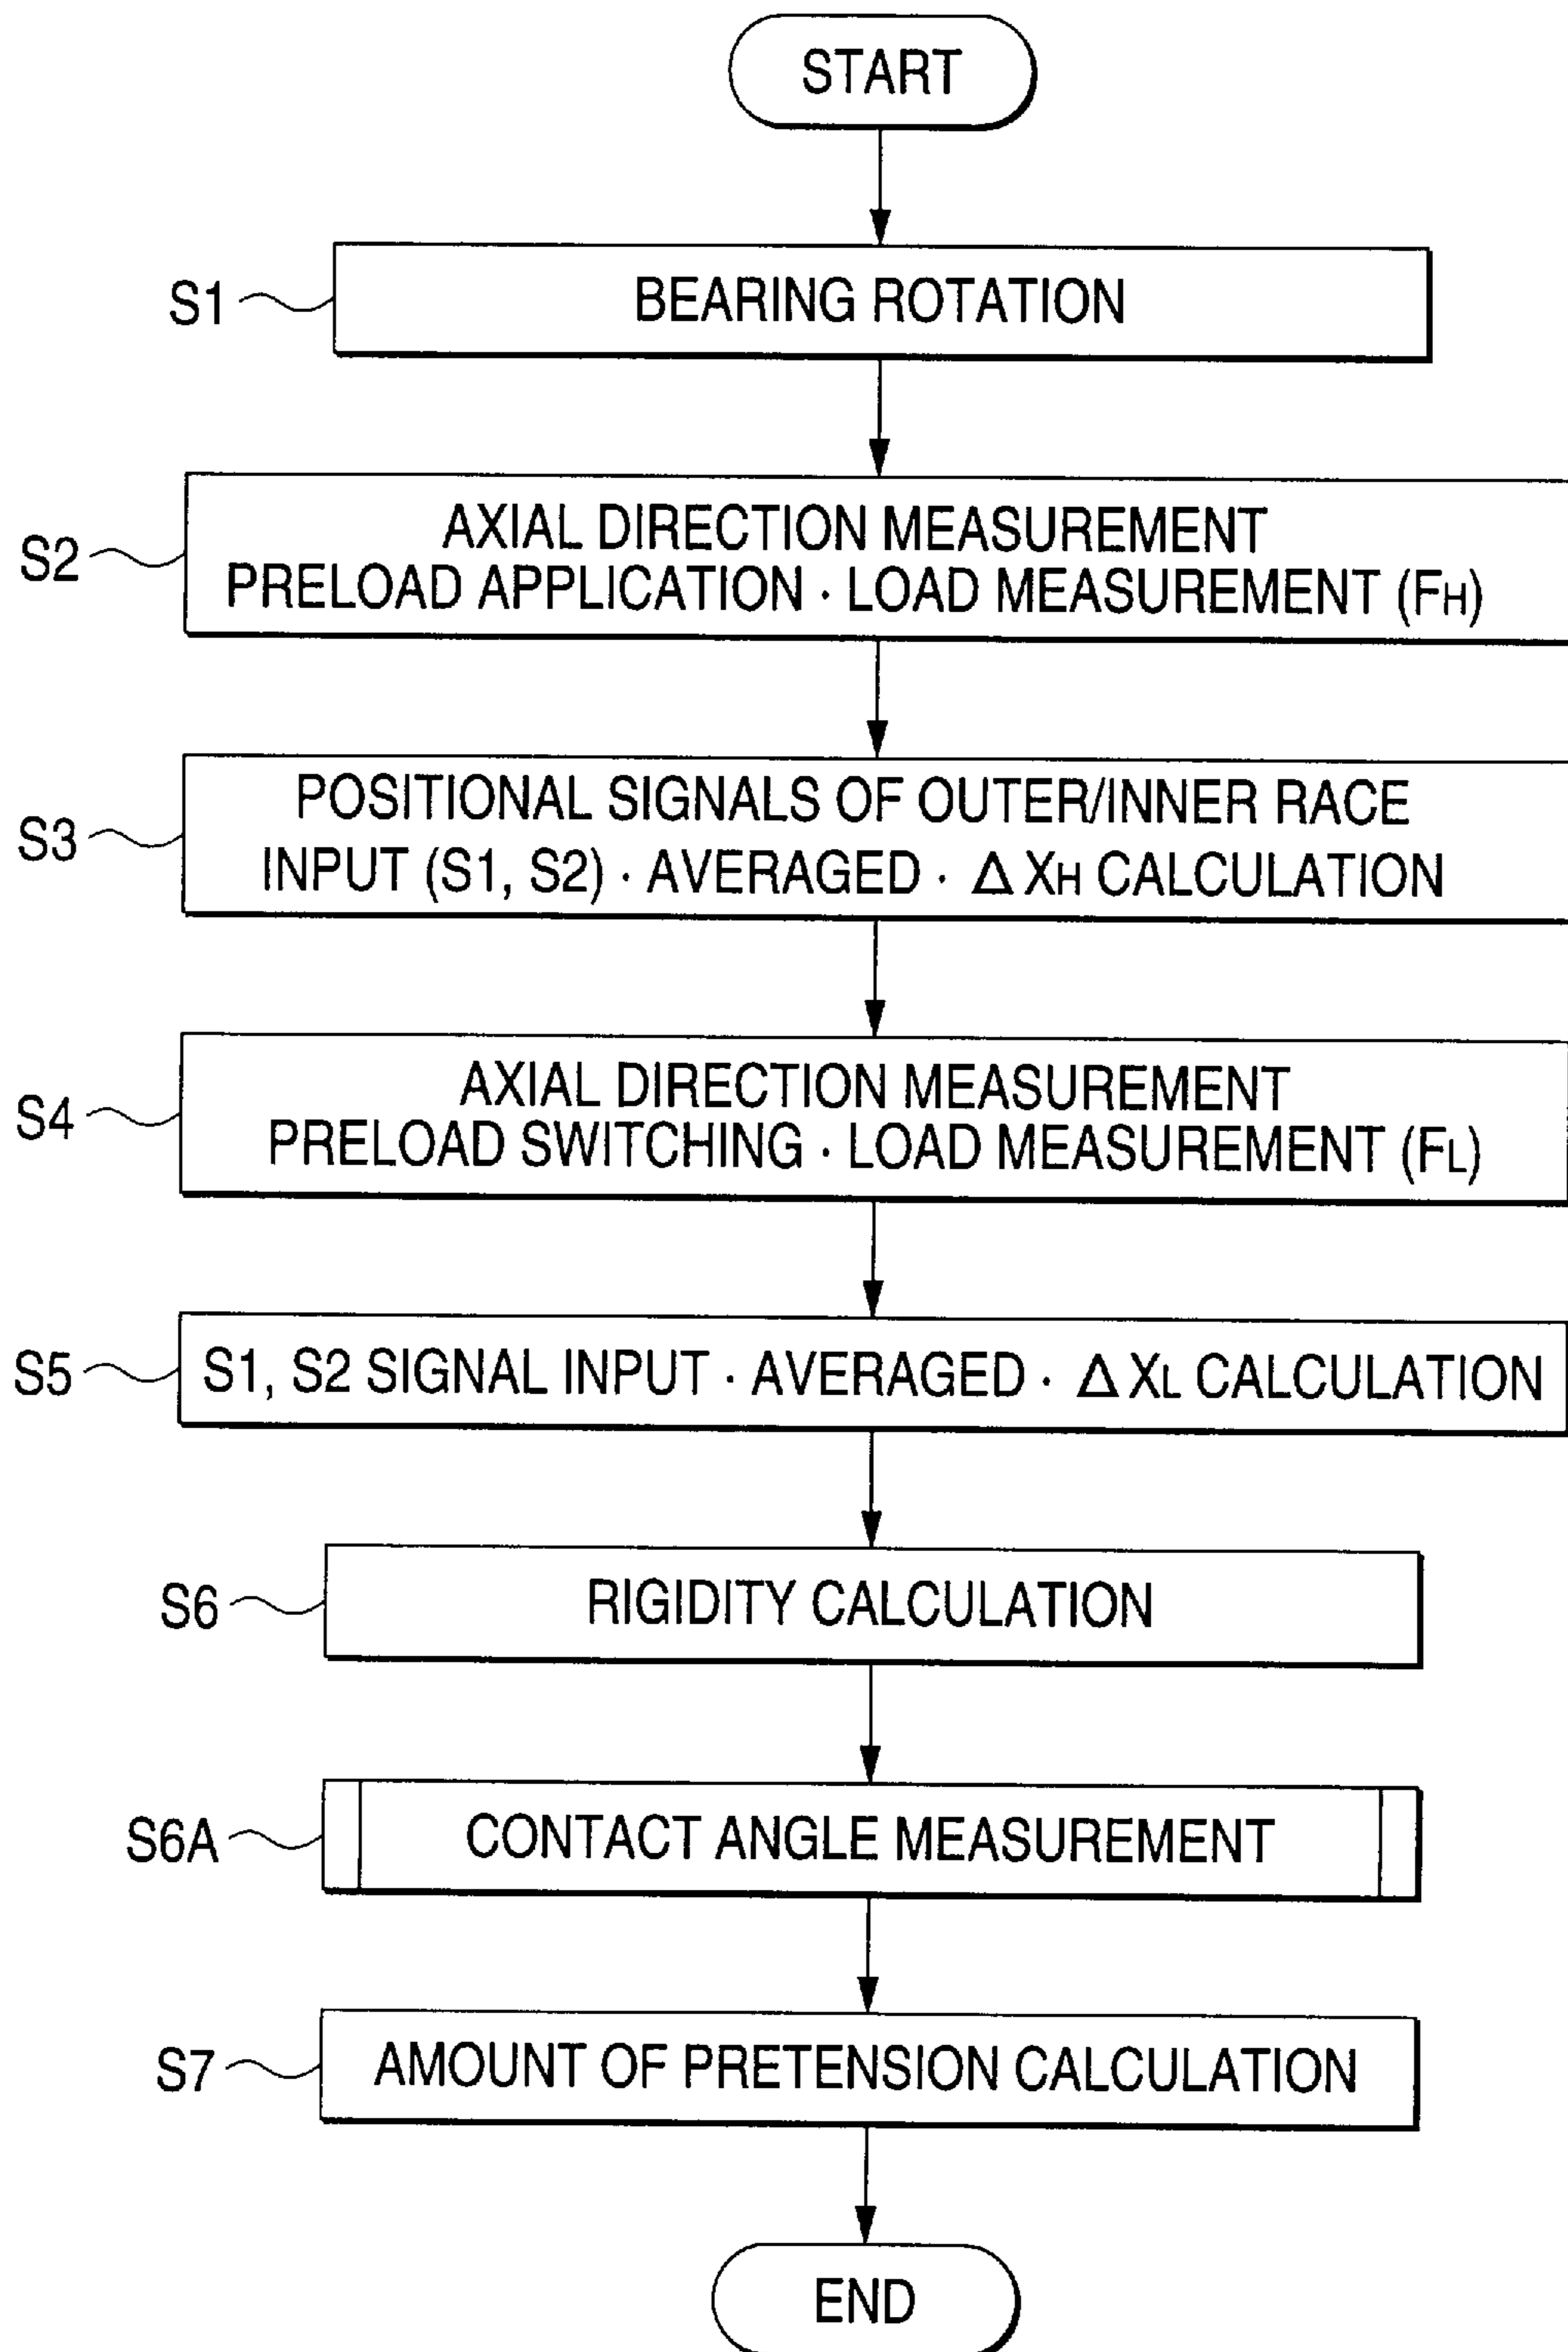 START
S1
BEARING ROTATION
S2
AXIAL DIRECTION MEASUREMENT
PRELOAD APPLICATION · LOAD MEASUREMENT (FH)
S3
POSITIONAL SIGNALS OF OUTER/INNER RACE
INPUT (S1, S2) · AVERAGED · Δ XH CALCULATION
S4
AXIAL DIRECTION MEASUREMENT
PRELOAD SWITCHING · LOAD MEASUREMENT (FL)
S5
S1, S2 SIGNAL INPUT · AVERAGED · Δ XL CALCULATION
S6
RIGIDITY CALCULATION
S6A
CONTACT ANGLE MEASUREMENT
S7
AMOUNT OF PRETENSION CALCULATION
END